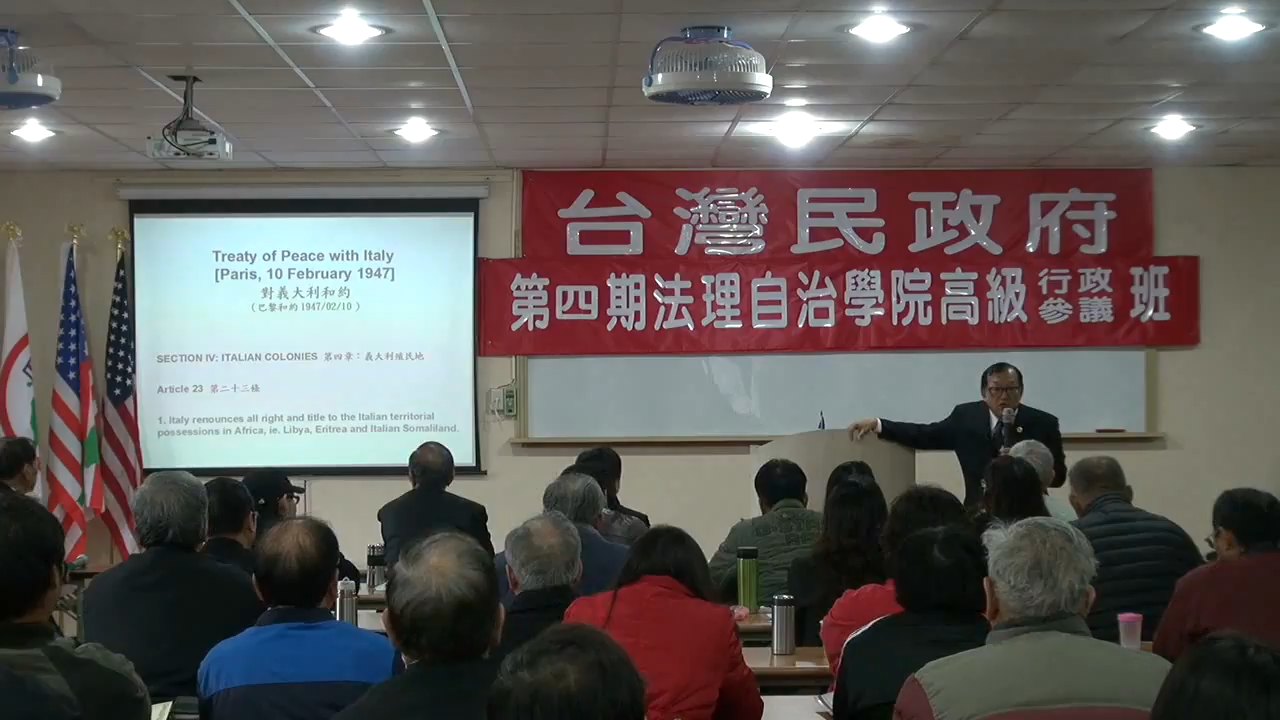 Treaty of Peace with Italy
[Paris, 10 February 1947]
對義大利和約
(巴黎和約 1947/02/10 )
SECTION IV: ITALIAN COLONIES 第四章：義大利殖民地
Article 23 第二十三條
1. Italy renounces all right and title to the Italian territorial
possessions in Africa, ie. Libya, Eritrea and Italian Somaliland.
台灣民政府
第四期法理自治學院高級行政參議班